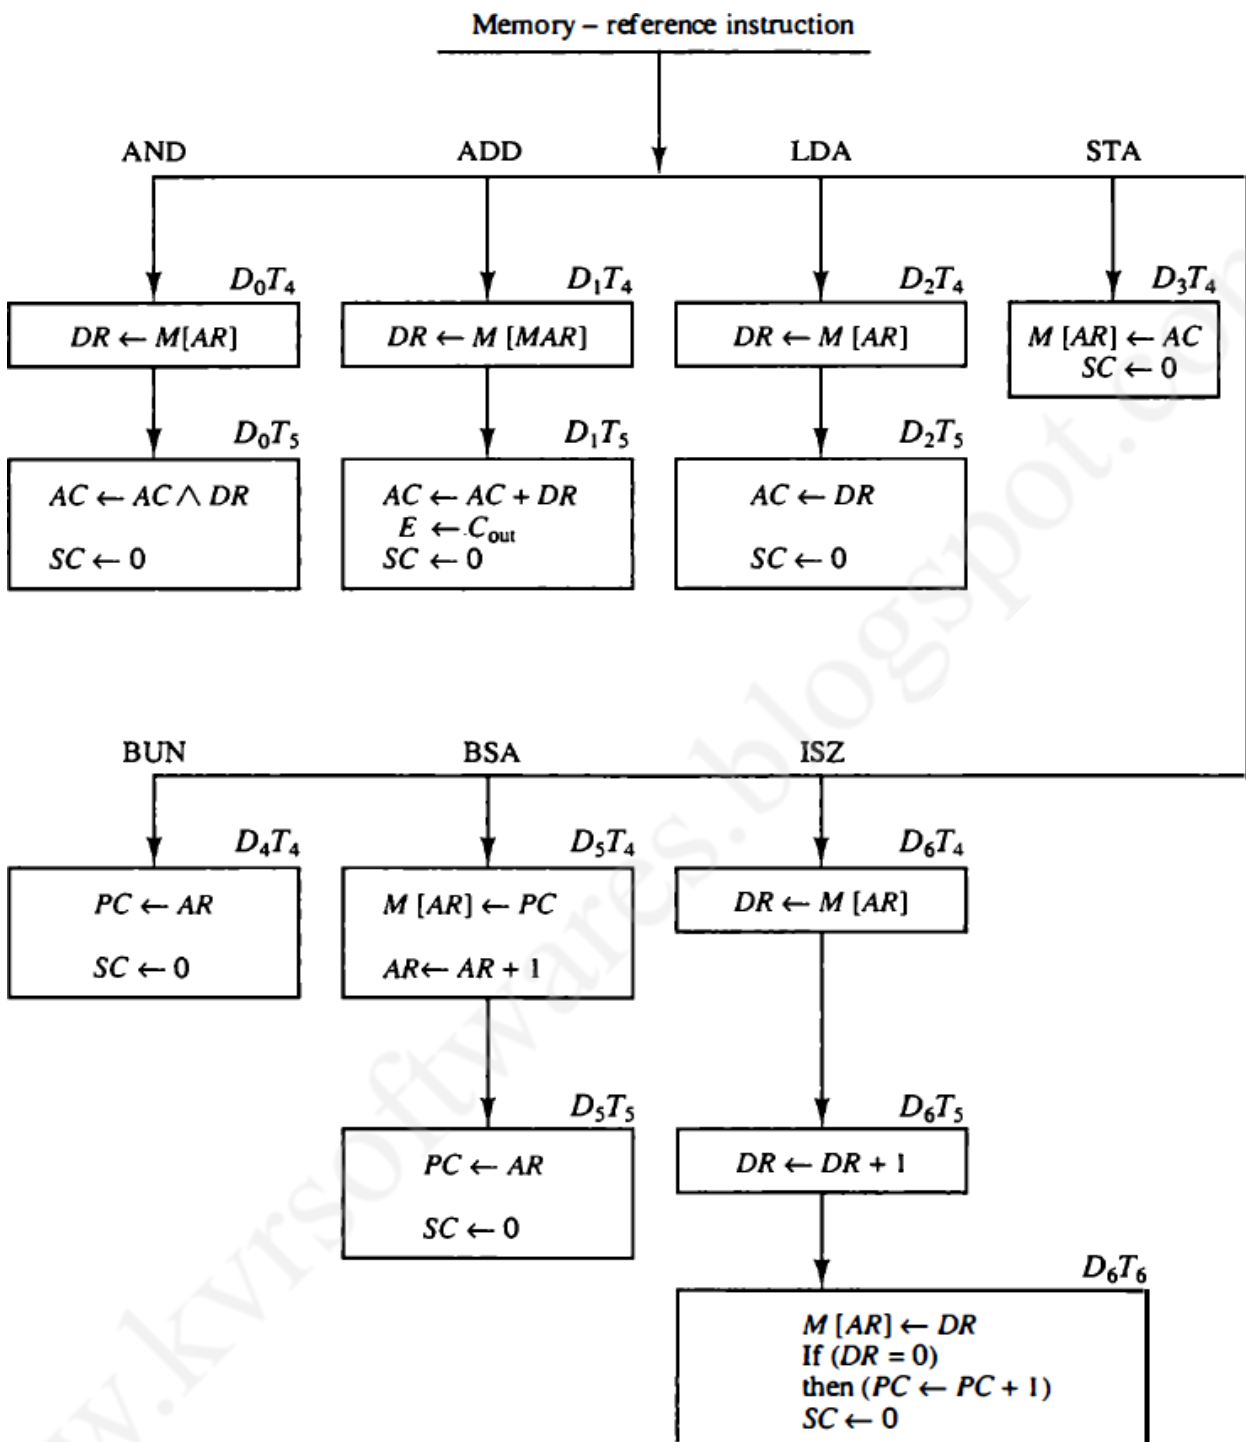 Memory – reference instruction
AND ADD LDA STA
D₀T₄ D₁T₄ D₂T₄ D₃T₄
DR ← M[AR] DR ← M [MAR] DR ← M [AR] M [AR] ← AC
SC ← 0
D₀T₅ D₁T₅ D₂T₅
AC ← AC ∧ DR AC ← AC + DR AC ← DR
E ← C_out
SC ← 0 SC ← 0 SC ← 0
BUN BSA ISZ
D₄T₄ D₅T₄ D₆T₄
PC ← AR M [AR] ← PC DR ← M [AR]
SC ← 0 AR ← AR + 1
D₅T₅ D₆T₅
PC ← AR DR ← DR + 1
SC ← 0
D₆T₆
M [AR] ← DR
If (DR = 0)
then (PC ← PC + 1)
SC ← 0
w.kvrsoftwares.blogspot.com